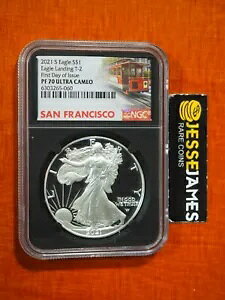 2021 S Eagle S$1
Eagle Landing T-2
First Day of Issue
PF 70 ULTRA CAMEO
6303265-060
SAN FRANCISCO
NGC
JESSE JAMES
RARE COINS
IN GOD
WE TRUST
2021